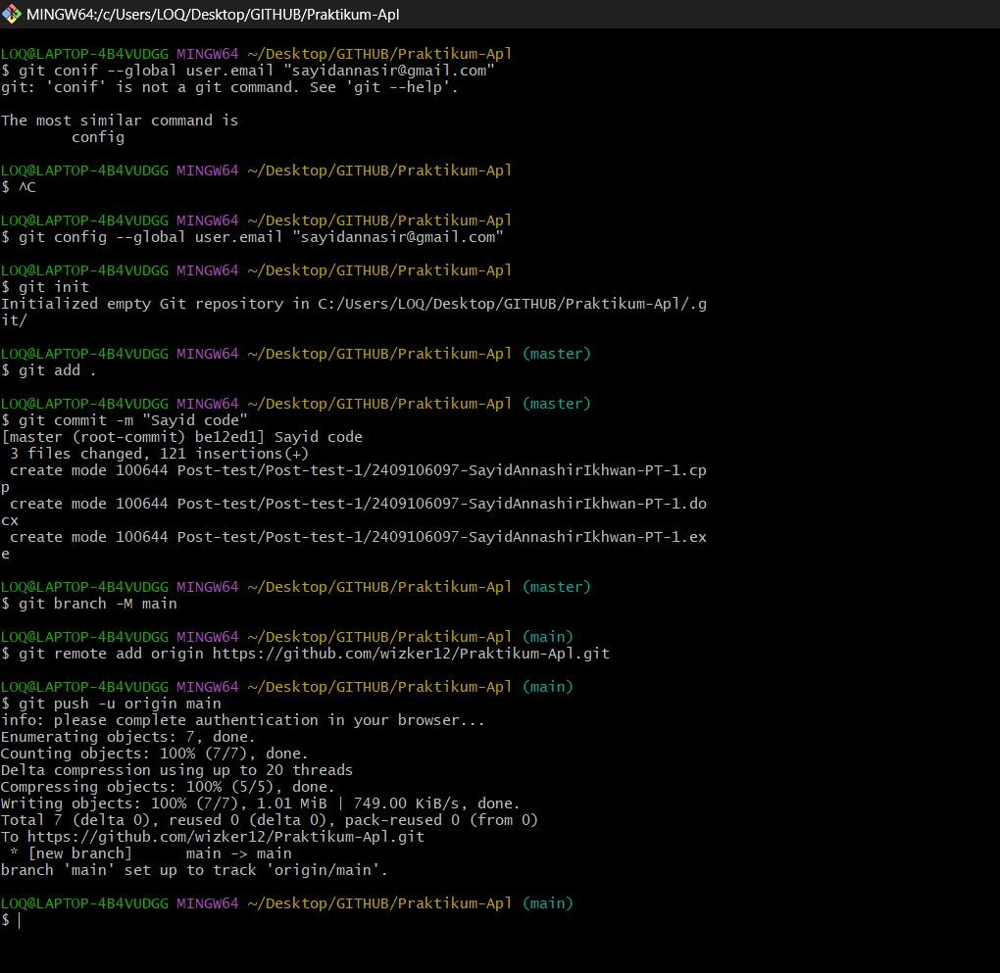 MINGW64:/c/Users/LOQ/Desktop/GITHUB/Praktikum-Apl
LOQ@LAPTOP-4B4VUDGG MINGW64 ~/Desktop/GITHUB/Praktikum-Apl
$ git conif --global user.email "sayidannasir@gmail.com"
git: 'conif' is not a git command. See 'git --help'.
The most similar command is
config
LOQ@LAPTOP-4B4VUDGG MINGW64 ~/Desktop/GITHUB/Praktikum-Apl
$ ^C
LOQ@LAPTOP-4B4VUDGG MINGW64 ~/Desktop/GITHUB/Praktikum-Apl
$ git config --global user.email "sayidannasir@gmail.com"
LOQ@LAPTOP-4B4VUDGG MINGW64 ~/Desktop/GITHUB/Praktikum-Apl
$ git init
Initialized empty Git repository in C:/Users/LOQ/Desktop/GITHUB/Praktikum-Apl/.g
it/
LOQ@LAPTOP-4B4VUDGG MINGW64 ~/Desktop/GITHUB/Praktikum-Apl (master)
$ git add .
LOQ@LAPTOP-4B4VUDGG MINGW64 ~/Desktop/GITHUB/Praktikum-Apl (master)
$ git commit -m "Sayid code"
[master (root-commit) be12ed1] Sayid code
3 files changed, 121 insertions(+)
create mode 100644 Post-test/Post-test-1/2409106097-SayidAnnashirIkhwan-PT-1.cp
p
create mode 100644 Post-test/Post-test-1/2409106097-SayidAnnashirIkhwan-PT-1.do
cx
create mode 100644 Post-test/Post-test-1/2409106097-SayidAnnashirIkhwan-PT-1.ex
e
LOQ@LAPTOP-4B4VUDGG MINGW64 ~/Desktop/GITHUB/Praktikum-Apl (master)
$ git branch -M main
LOQ@LAPTOP-4B4VUDGG MINGW64 ~/Desktop/GITHUB/Praktikum-Apl (main)
$ git remote add origin https://github.com/wizker12/Praktikum-Apl.git
LOQ@LAPTOP-4B4VUDGG MINGW64 ~/Desktop/GITHUB/Praktikum-Apl (main)
$ git push -u origin main
info: please complete authentication in your browser...
Enumerating objects: 7, done.
Counting objects: 100% (7/7), done.
Delta compression using up to 20 threads
Compressing objects: 100% (5/5), done.
Writing objects: 100% (7/7), 1.01 MiB | 749.00 KiB/s, done.
Total 7 (delta 0), reused 0 (delta 0), pack-reused 0 (from 0)
To https://github.com/wizker12/Praktikum-Apl.git
* [new branch]      main -> main
branch 'main' set up to track 'origin/main'.
LOQ@LAPTOP-4B4VUDGG MINGW64 ~/Desktop/GITHUB/Praktikum-Apl (main)
$